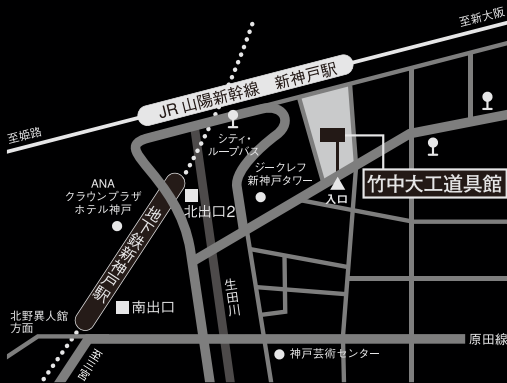 至新大阪
JR 山陽新幹線　新神戸駅
至姫路
シティ・
ループバス
ジークレフ
新神戸タワー
竹中大工道具館
入口
ANA
クラウンプラザ
ホテル神戸
北出口2
地下鉄新神戸駅
生田川
南出口
北野異人館
方面
原田線
至三宮
神戸芸術センター